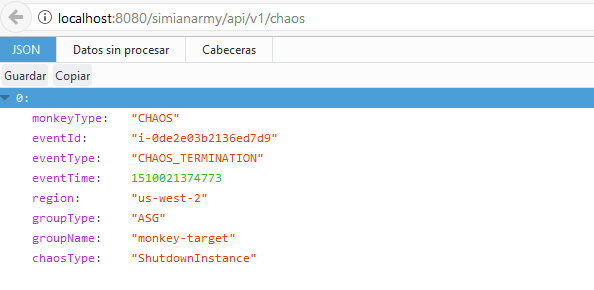 localhost:8080/simianarmy/api/v1/chaos
JSON Datos sin procesar Cabeceras
Guardar Copiar
0:
monkeyType: "CHAOS"
eventId: "i-0de2e03b2136ed7d9"
eventType: "CHAOS_TERMINATION"
eventTime: 1510021374773
region: "us-west-2"
groupType: "ASG"
groupName: "monkey-target"
chaosType: "ShutdownInstance"